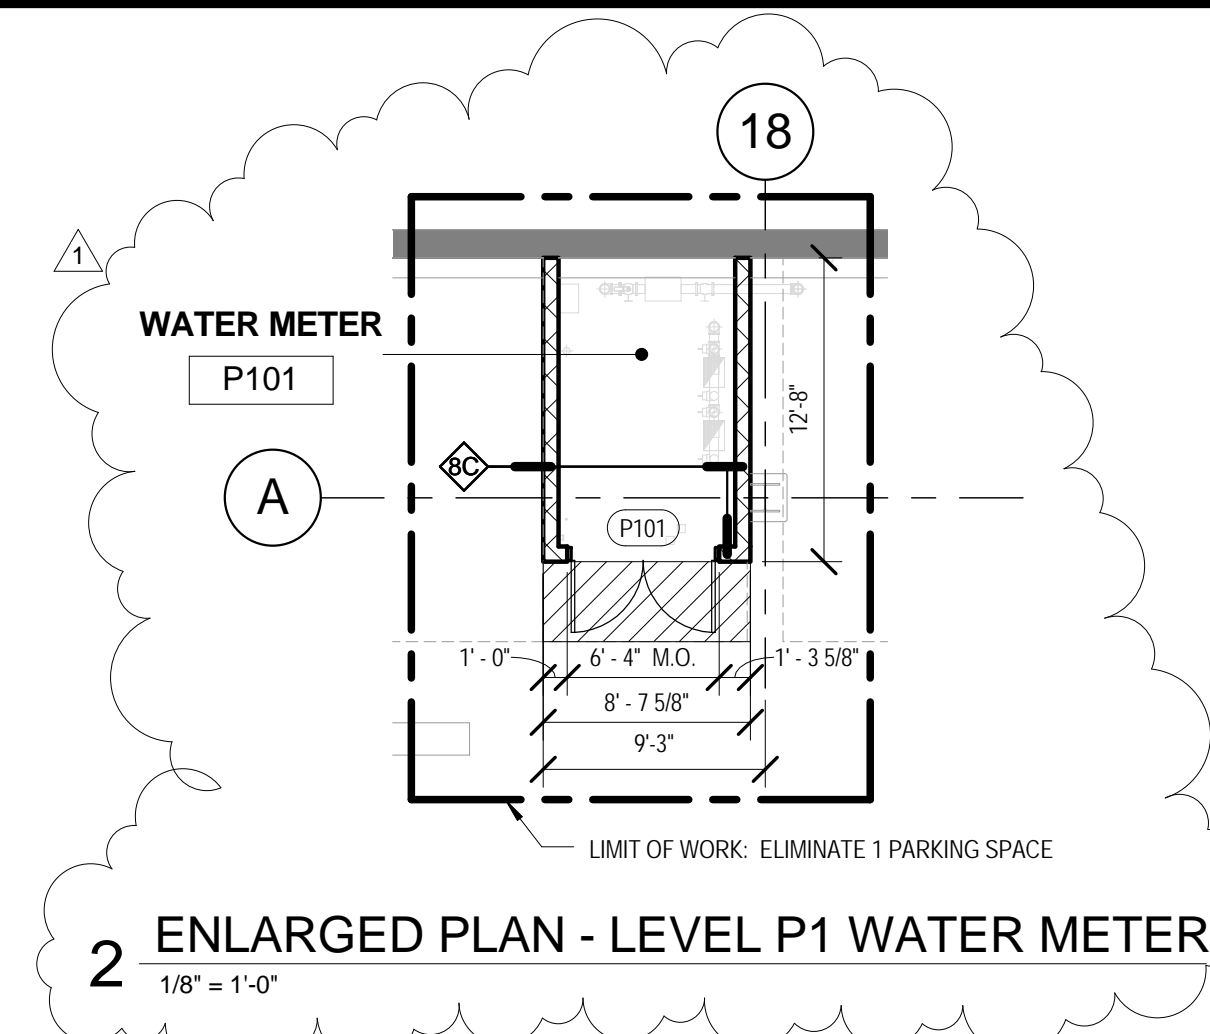 18
1
WATER METER
P101
12'-8"
8C
A
P101
1' - 0"
6' - 4" M.O.
1' - 3 5/8"
8' - 7 5/8"
9'-3"
LIMIT OF WORK: ELIMINATE 1 PARKING SPACE
2 ENLARGED PLAN - LEVEL P1 WATER METER
1/8" = 1'-0"